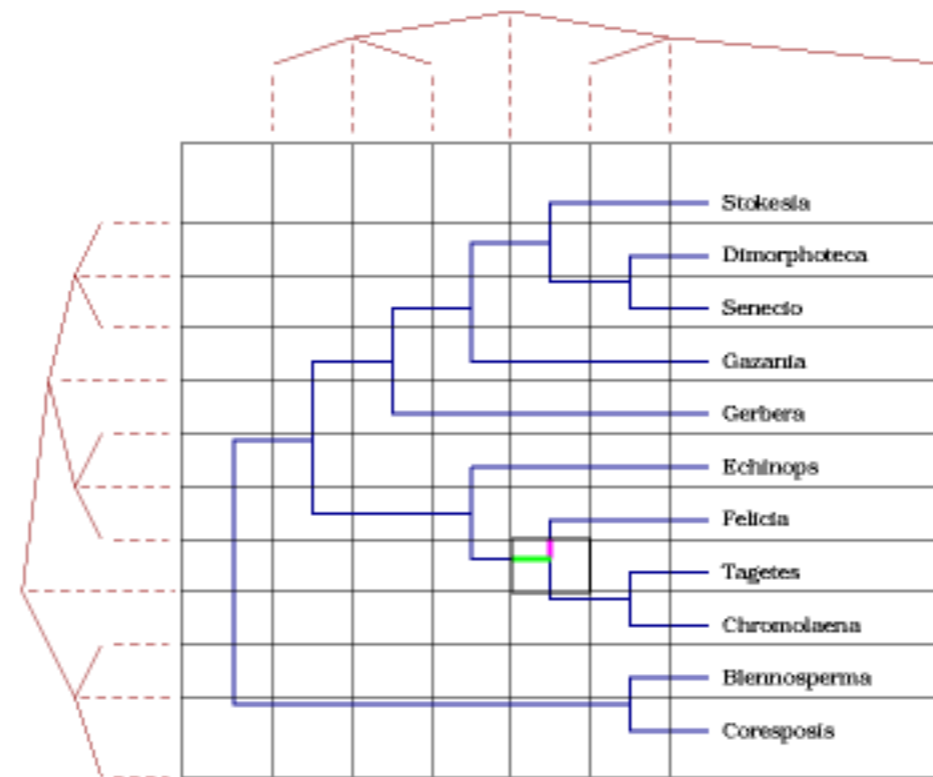 Stokesia
Dimorphoteca
Senecio
Gazania
Gerbera
Echinops
Felicia
Tagetes
Chromolaena
Blennosperma
Coresposis